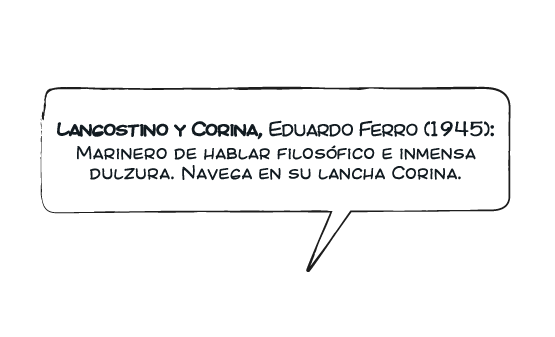 Langostino y Corina, Eduardo Ferro (1945):
Marinero de hablar filosófico e inmensa
dulzura. Navega en su lancha Corina.